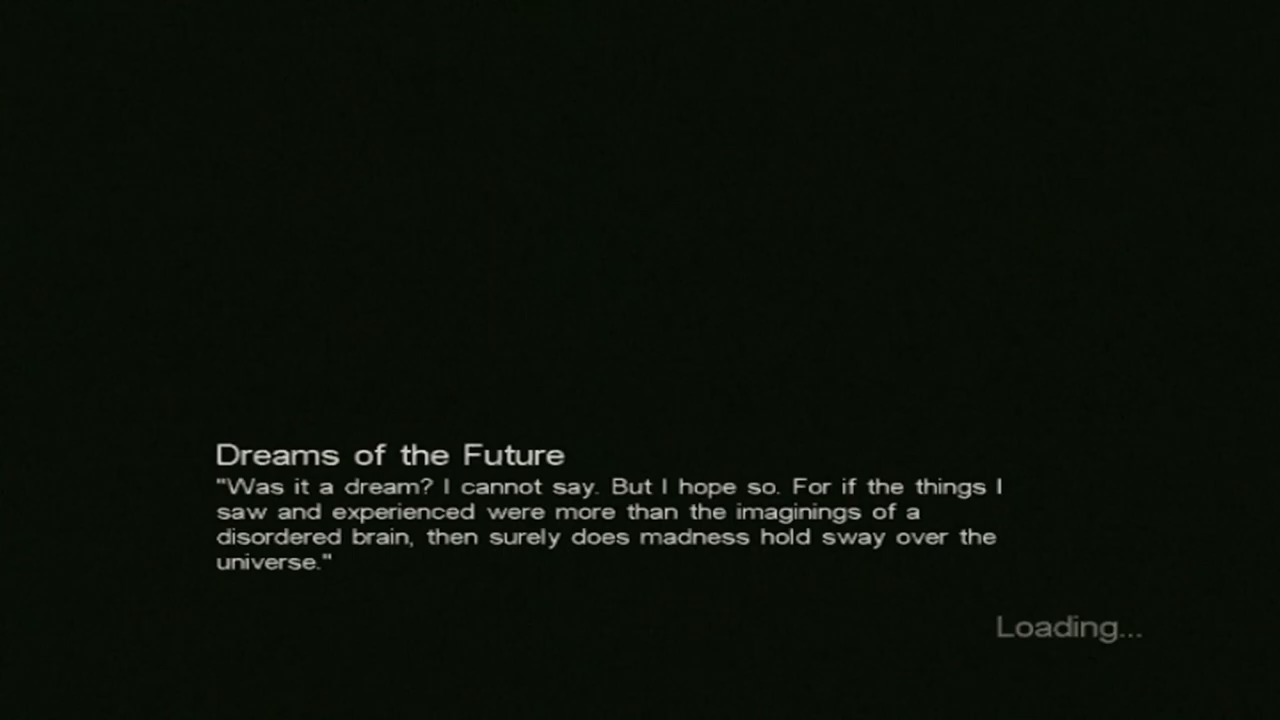 Dreams of the Future
"Was it a dream? I cannot say. But I hope so. For if the things I
saw and experienced were more than the imaginings of a
disordered brain, then surely does madness hold sway over the
universe."
Loading...